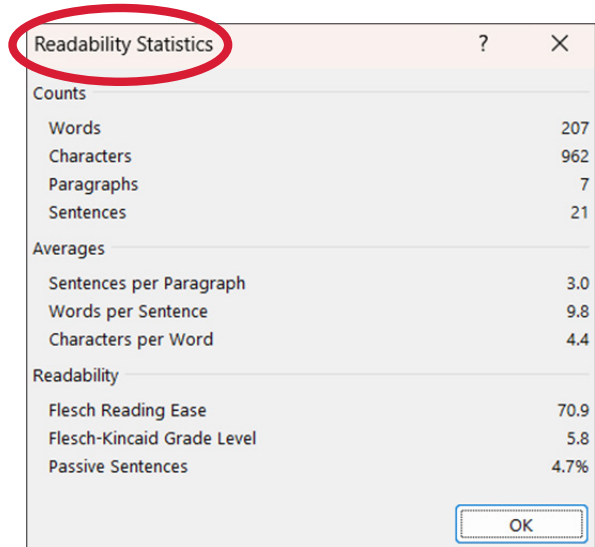 Readability Statistics ? ×
Counts
Words 207
Characters 962
Paragraphs 7
Sentences 21
Averages
Sentences per Paragraph 3.0
Words per Sentence 9.8
Characters per Word 4.4
Readability
Flesch Reading Ease 70.9
Flesch-Kincaid Grade Level 5.8
Passive Sentences 4.7%
OK